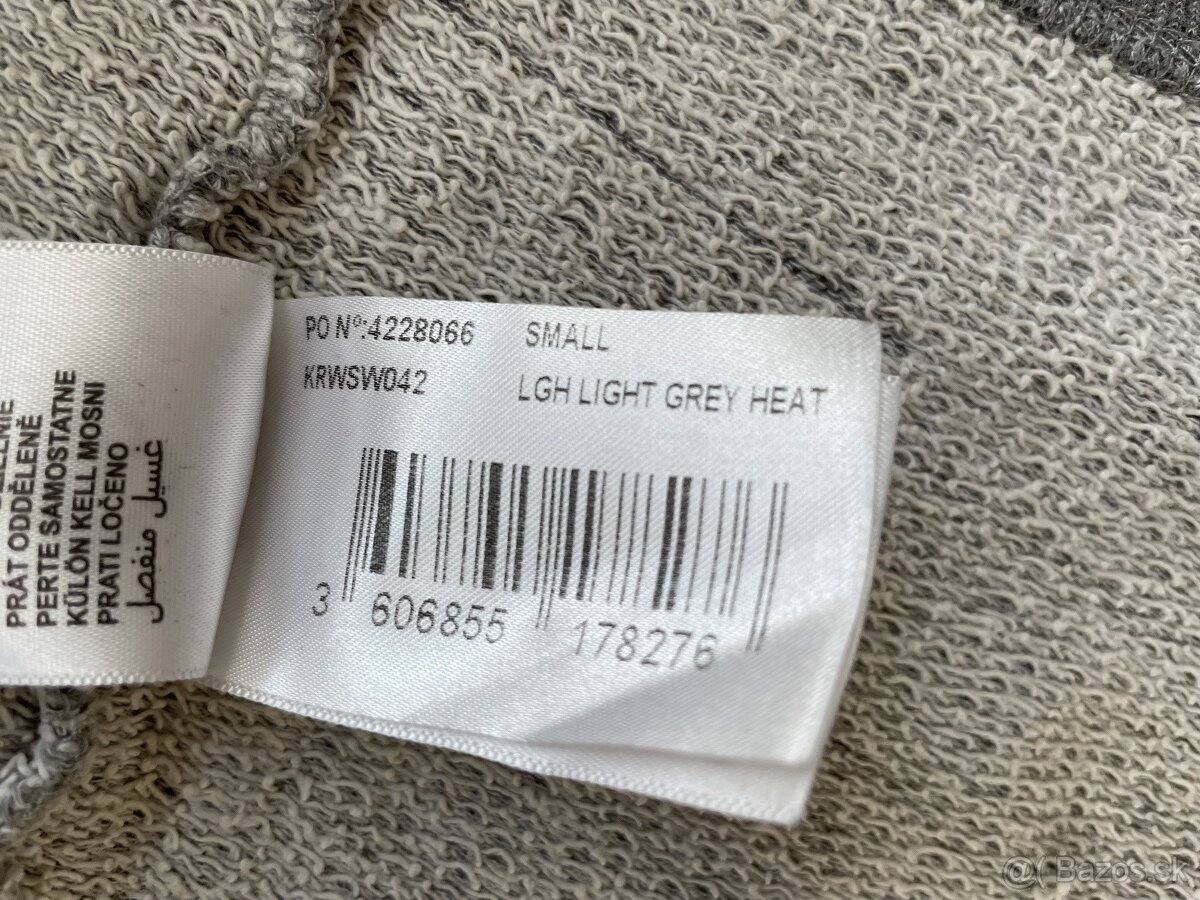 PRÁT ODDĚLENĚ
PERTE SAMOSTATNE
KÜLÖN KELL MOSNI
PRATI LOČENO
غسيل منفصل
PO Nº:4228066 SMALL
KRWSW042 LGH LIGHT GREY HEAT
3 606855 178276
@( Bazos.sk